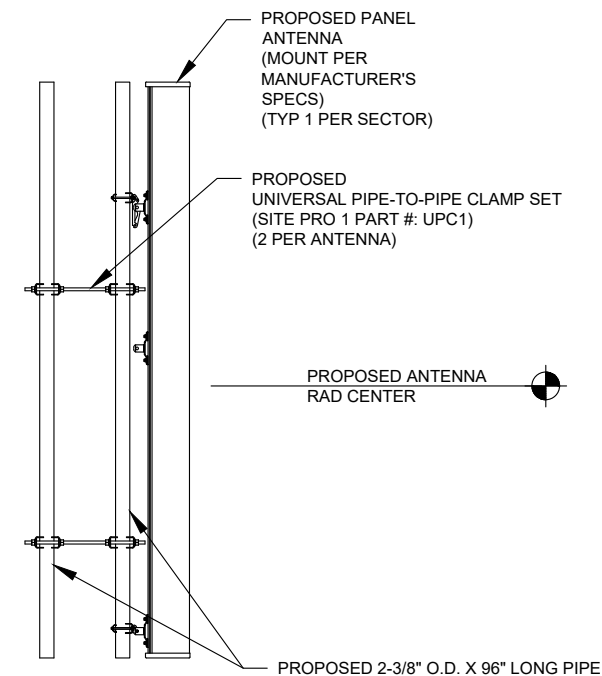 PROPOSED PANEL
ANTENNA
(MOUNT PER
MANUFACTURER'S
SPECS)
(TYP 1 PER SECTOR)
PROPOSED
UNIVERSAL PIPE-TO-PIPE CLAMP SET
(SITE PRO 1 PART #: UPC1)
(2 PER ANTENNA)
PROPOSED ANTENNA
RAD CENTER
PROPOSED 2-3/8" O.D. X 96" LONG PIPE